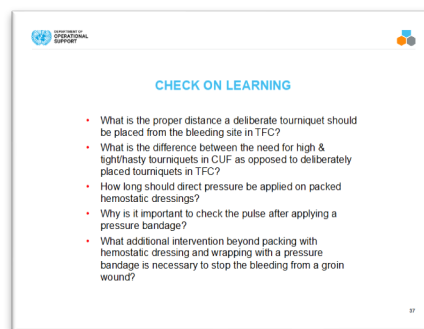 DEPARTMENT OF
OPERATIONAL
SUPPORT
CHECK ON LEARNING
• What is the proper distance a deliberate tourniquet should
be placed from the bleeding site in TFC?
• What is the difference between the need for high &
tight/hasty tourniquets in CUF as opposed to deliberately
placed tourniquets in TFC?
• How long should direct pressure be applied on packed
hemostatic dressings?
• Why is it important to check the pulse after applying a
pressure bandage?
• What additional intervention beyond packing with
hemostatic dressing and wrapping with a pressure
bandage is necessary to stop the bleeding from a groin
wound?
37